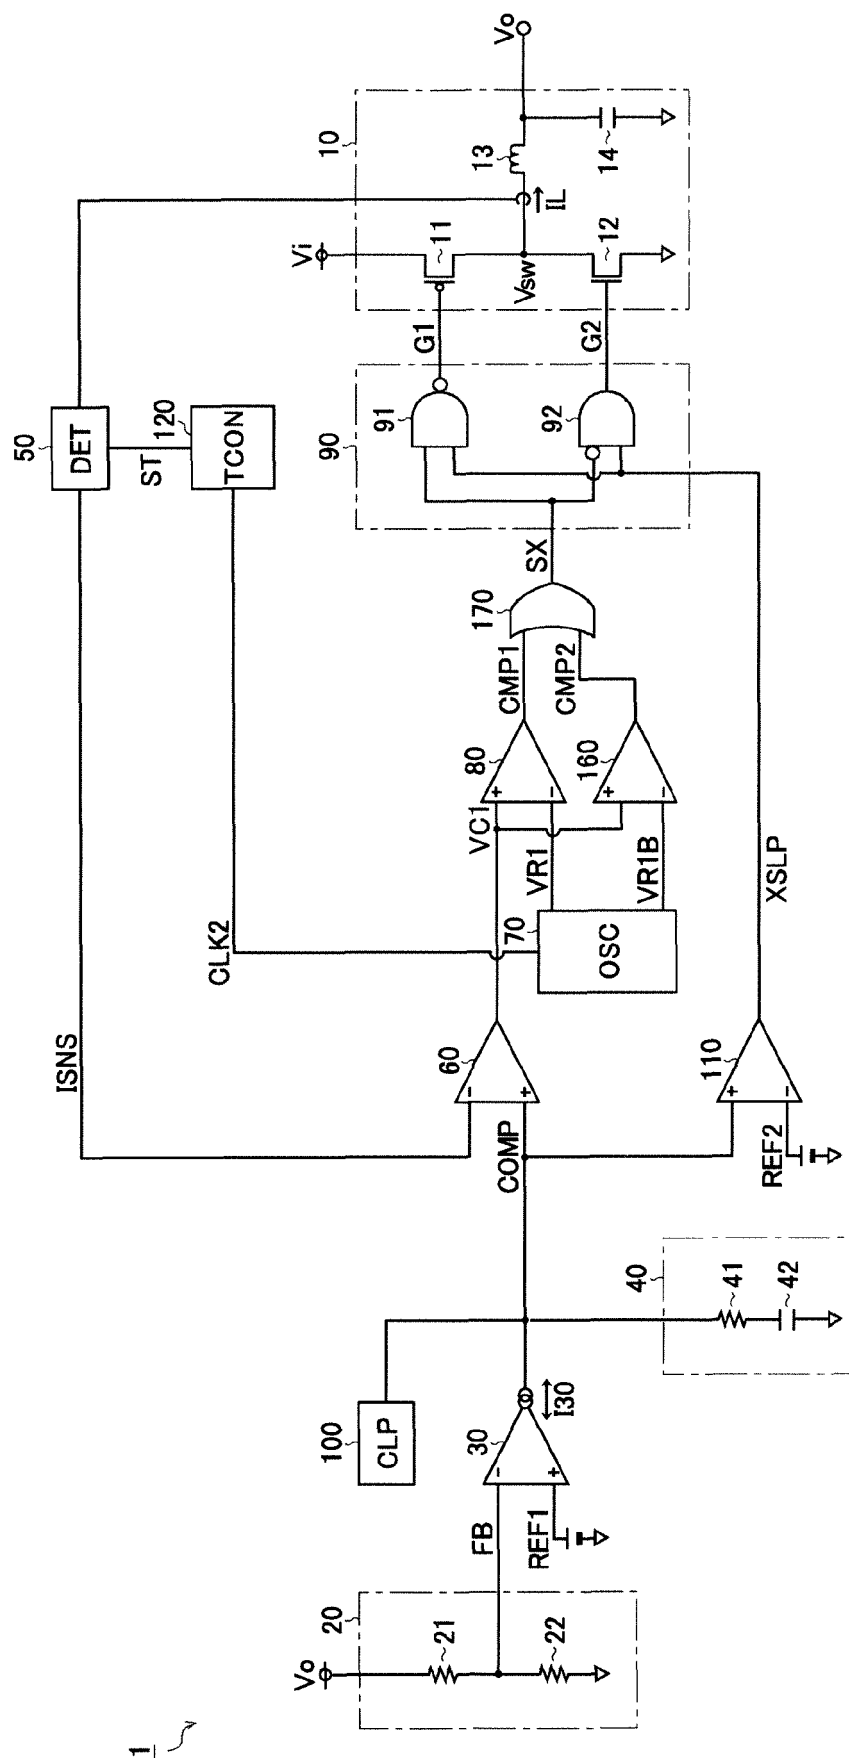 1
Vo
20
21
22
FB
REF1
30
I30
100
CLP
40
41
42
COMP
ISNS
60
110
REF2
CLK2
VC1
VR1
VR1B
70
OSC
80
160
CMP1
CMP2
170
SX
XSLP
50
DET
ST
120
TCON
90
91
92
G1
G2
10
Vi
11
Vsw
12
IL
13
14
Vo
+
-
+
-
+
-
+
-
+
-